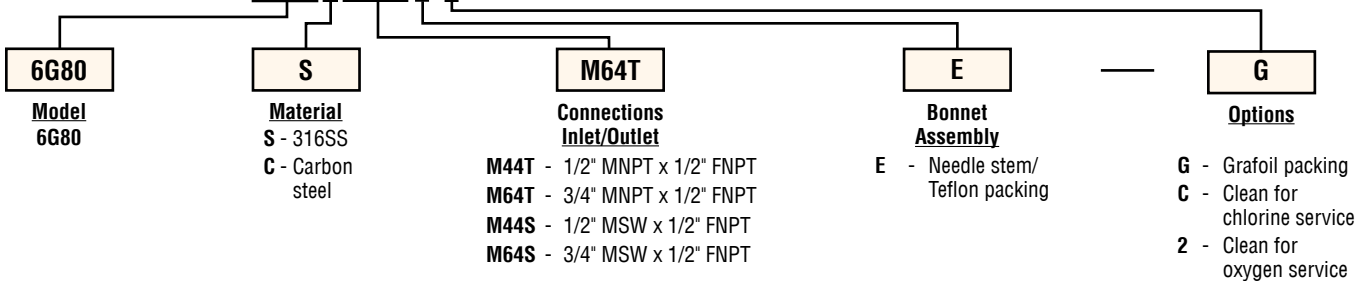 6G80
S
M64T
E
—
G
Model
6G80
Material
S - 316SS
C - Carbon
steel
Connections
Inlet/Outlet
M44T - 1/2" MNPT x 1/2" FNPT
M64T - 3/4" MNPT x 1/2" FNPT
M44S - 1/2" MSW x 1/2" FNPT
M64S - 3/4" MSW x 1/2" FNPT
Bonnet
Assembly
E - Needle stem/
Teflon packing
Options
G - Grafoil packing
C - Clean for
chlorine service
2 - Clean for
oxygen service